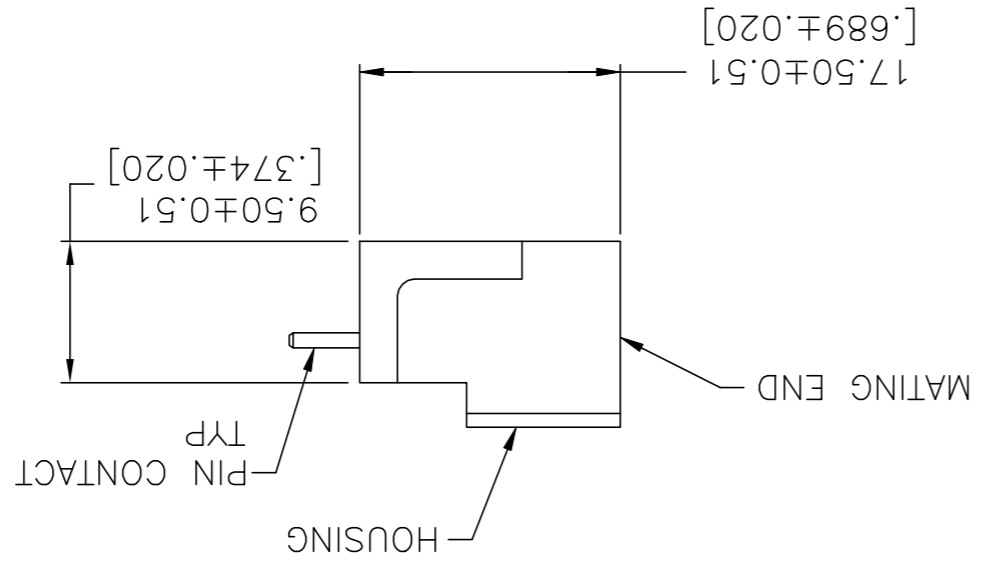 HOUSING
PIN CONTACT
TYP
MATING END
9.50±0.51
[.374±.020]
17.50±0.51
[.689±.020]